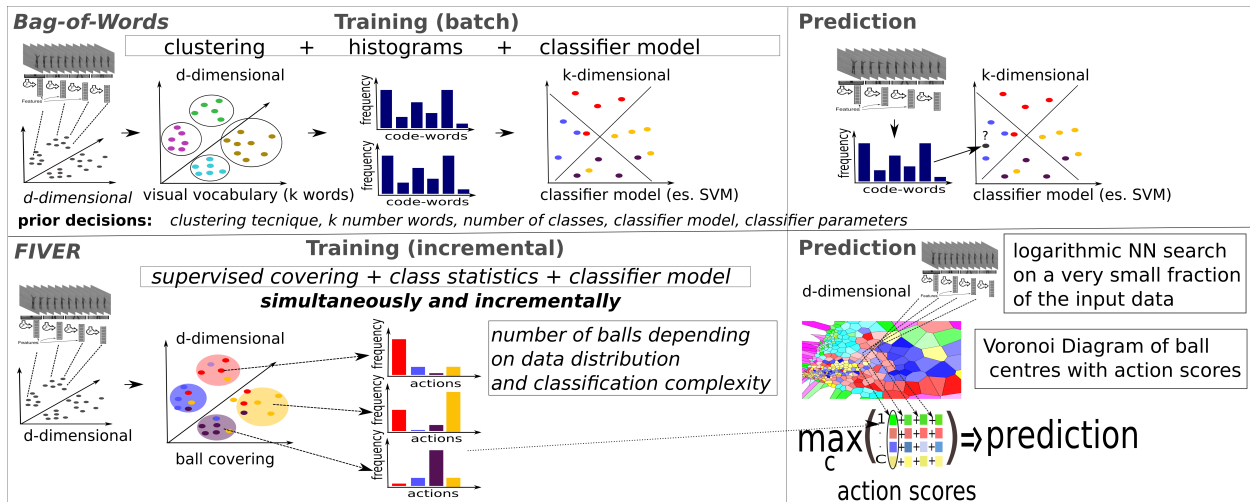 Bag-of-Words
Training (batch)
clustering + histograms + classifier model
Features
d-dimensional
d-dimensional
visual vocabulary (k words)
frequency
code-words
frequency
code-words
k-dimensional
classifier model (es. SVM)
prior decisions: clustering tecnique, k number words, number of classes, classifier model, classifier parameters
Prediction
Features
frequency
code-words
k-dimensional
?
classifier model (es. SVM)
FIVER
Training (incremental)
supervised covering + class statistics + classifier model
simultaneously and incrementally
Features
d-dimensional
d-dimensional
ball covering
frequency
actions
frequency
actions
frequency
actions
number of balls depending
on data distribution
and classification complexity
Prediction
d-dimensional
Features
logarithmic NN search
on a very small fraction
of the input data
Voronoi Diagram of ball
centres with action scores
max
C
( 1 + + +
. + + +
. + + +
C + + + ) ⇒ prediction
action scores